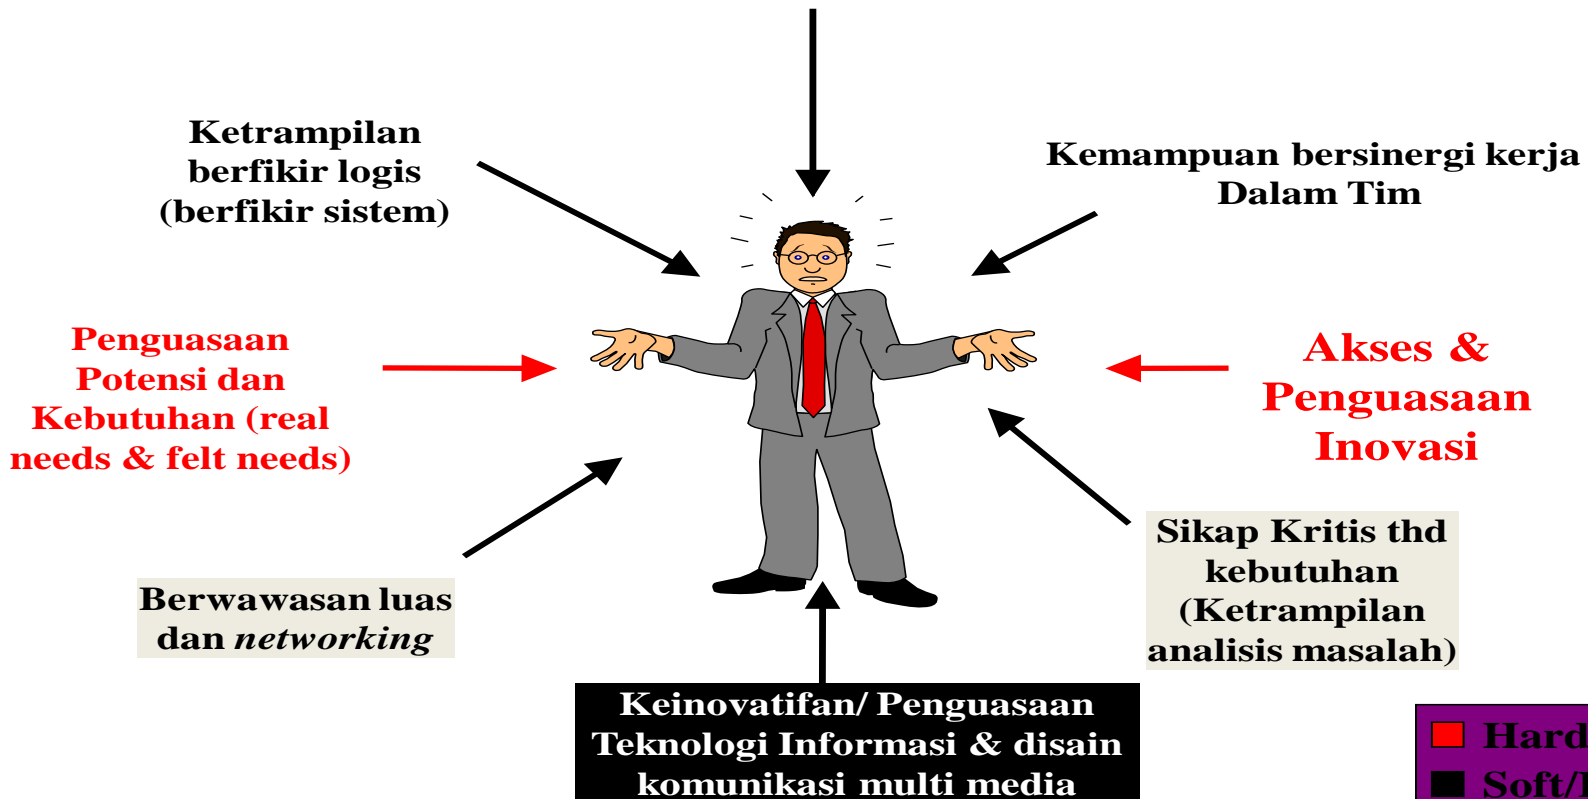 Ketrampilan
berfikir logis
(berfikir sistem)
Kemampuan bersinergi kerja
Dalam Tim
Penguasaan
Potensi dan
Kebutuhan (real
needs & felt needs)
Akses &
Penguasaan
Inovasi
Berwawasan luas
dan networking
Sikap Kritis thd
kebutuhan
(Ketrampilan
analisis masalah)
Keinovatifan/ Penguasaan
Teknologi Informasi & disain
komunikasi multi media
Hard
Soft/